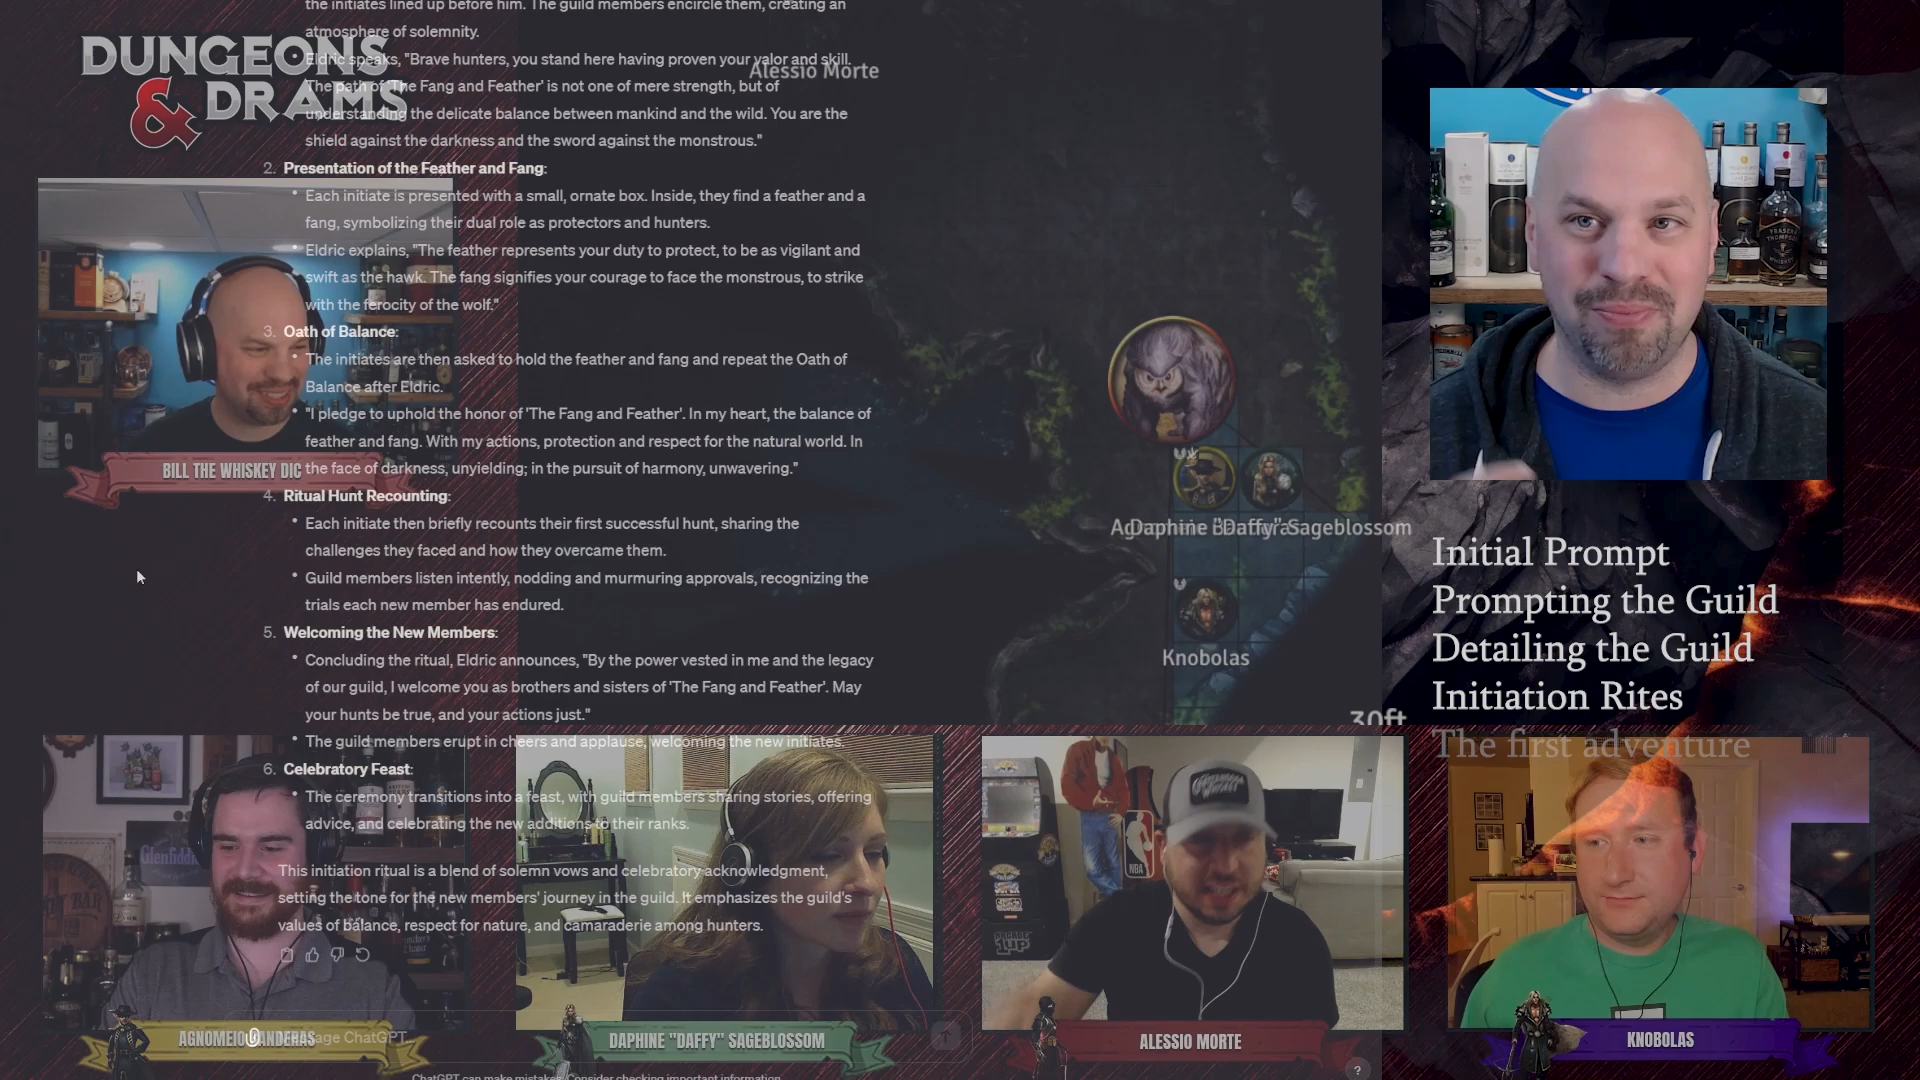 the initiates lined up before him. The guild members encircle them, creating an
atmosphere of solemnity.
DUNGEONS
& DRAMS
Eldric speaks, "Brave hunters, you stand here having proven your valor and skill.
The path of 'The Fang and Feather' is not one of mere strength, but of
understanding the delicate balance between mankind and the wild. You are the
shield against the darkness and the sword against the monstrous."
Alessio Morte
2. Presentation of the Feather and Fang:
• Each initiate is presented with a small, ornate box. Inside, they find a feather and a
fang, symbolizing their dual role as protectors and hunters.
• Eldric explains, "The feather represents your duty to protect, to be as vigilant and
swift as the hawk. The fang signifies your courage to face the monstrous, to strike
with the ferocity of the wolf."
3. Oath of Balance:
• The initiates are then asked to hold the feather and fang and repeat the Oath of
Balance after Eldric.
• "I pledge to uphold the honor of 'The Fang and Feather'. In my heart, the balance of
feather and fang. With my actions, protection and respect for the natural world. In
the face of darkness, unyielding; in the pursuit of harmony, unwavering."
BILL THE WHISKEY DIC
4. Ritual Hunt Recounting:
• Each initiate then briefly recounts their first successful hunt, sharing the
challenges they faced and how they overcame them.
• Guild members listen intently, nodding and murmuring approvals, recognizing the
trials each new member has endured.
5. Welcoming the New Members:
• Concluding the ritual, Eldric announces, "By the power vested in me and the legacy
of our guild, I welcome you as brothers and sisters of 'The Fang and Feather'. May
your hunts be true, and your actions just."
• The guild members erupt in cheers and applause, welcoming the new initiates.
6. Celebratory Feast:
• The ceremony transitions into a feast, with guild members sharing stories, offering
advice, and celebrating the new additions to their ranks.
This initiation ritual is a blend of solemn vows and celebratory acknowledgment,
setting the tone for the new members' journey in the guild. It emphasizes the guild's
values of balance, respect for nature, and camaraderie among hunters.
Daphine "Daffy" Sageblossom
Knobolas
30ft
Initial Prompt
Prompting the Guild
Detailing the Guild
Initiation Rites
The first adventure
Glenfiddi
NBA
ARCADE
1UP
AGNOMEIO BANDERAS
Message ChatGPT...
DAPHINE "DAFFY" SAGEBLOSSOM
ALESSIO MORTE
KNOBOLAS
ChatGPT can make mistakes. Consider checking important information.
?